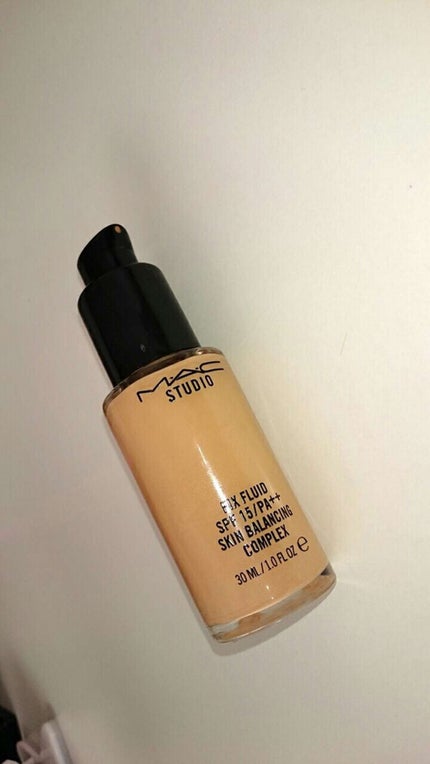 M·A·C
STUDIO
FIX FLUID
SPF 15/PA++
SKIN BALANCING
COMPLEX
30 ML / 1.0 FL OZ ℮